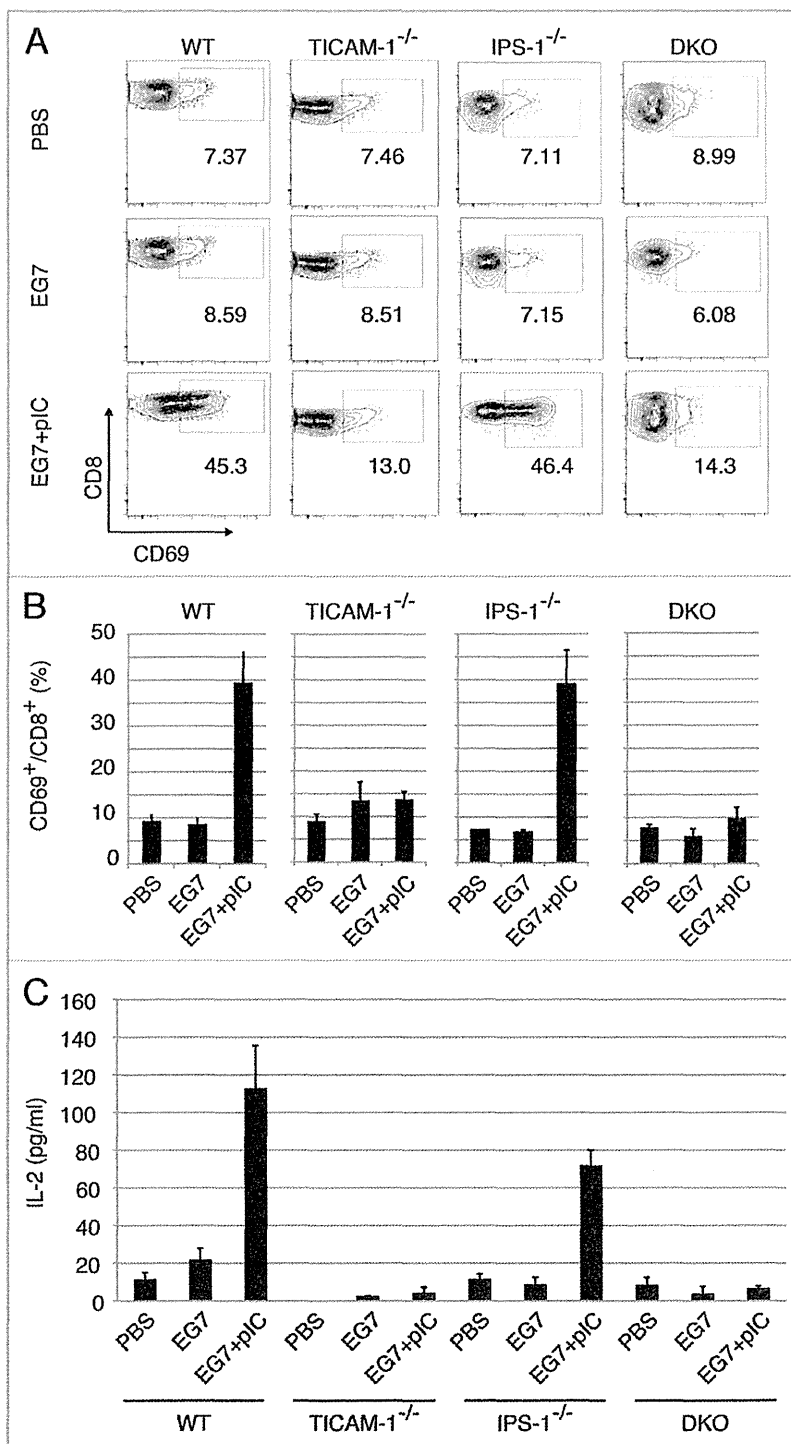 A
WT TICAM-1-/- IPS-1-/- DKO
PBS
7.37 7.46 7.11 8.99
EG7
8.59 8.51 7.15 6.08
EG7+pIC
45.3 13.0 46.4 14.3
CD8
CD69
B
WT TICAM-1-/- IPS-1-/- DKO
CD69+/CD8+ (%)
50
40
30
20
10
0
PBS EG7 EG7+pIC PBS EG7 EG7+pIC PBS EG7 EG7+pIC PBS EG7 EG7+pIC
C
IL-2 (pg/ml)
160
140
120
100
80
60
40
20
0
PBS EG7 EG7+pIC PBS EG7 EG7+pIC PBS EG7 EG7+pIC PBS EG7 EG7+pIC
WT TICAM-1-/- IPS-1-/- DKO